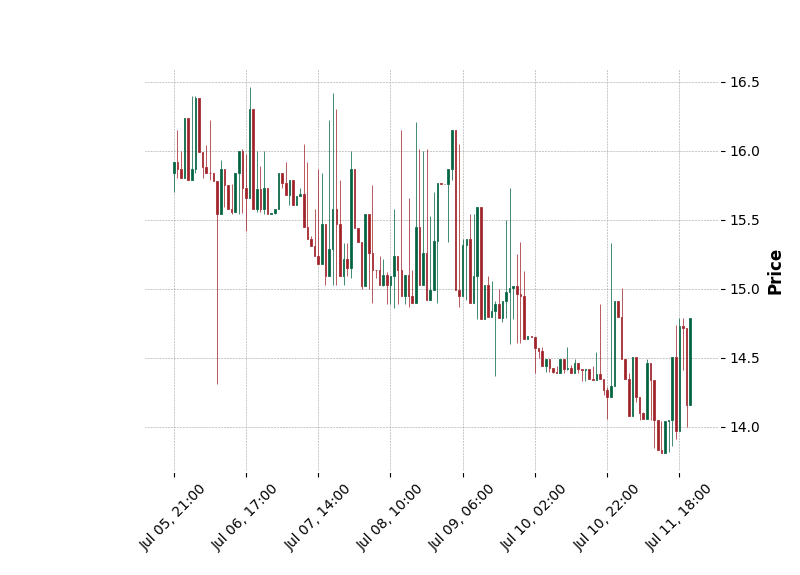 16.5
16.0
15.5
15.0
14.5
14.0
Price
Jul 05, 21:00
Jul 06, 17:00
Jul 07, 14:00
Jul 08, 10:00
Jul 09, 06:00
Jul 10, 02:00
Jul 10, 22:00
Jul 11, 18:00